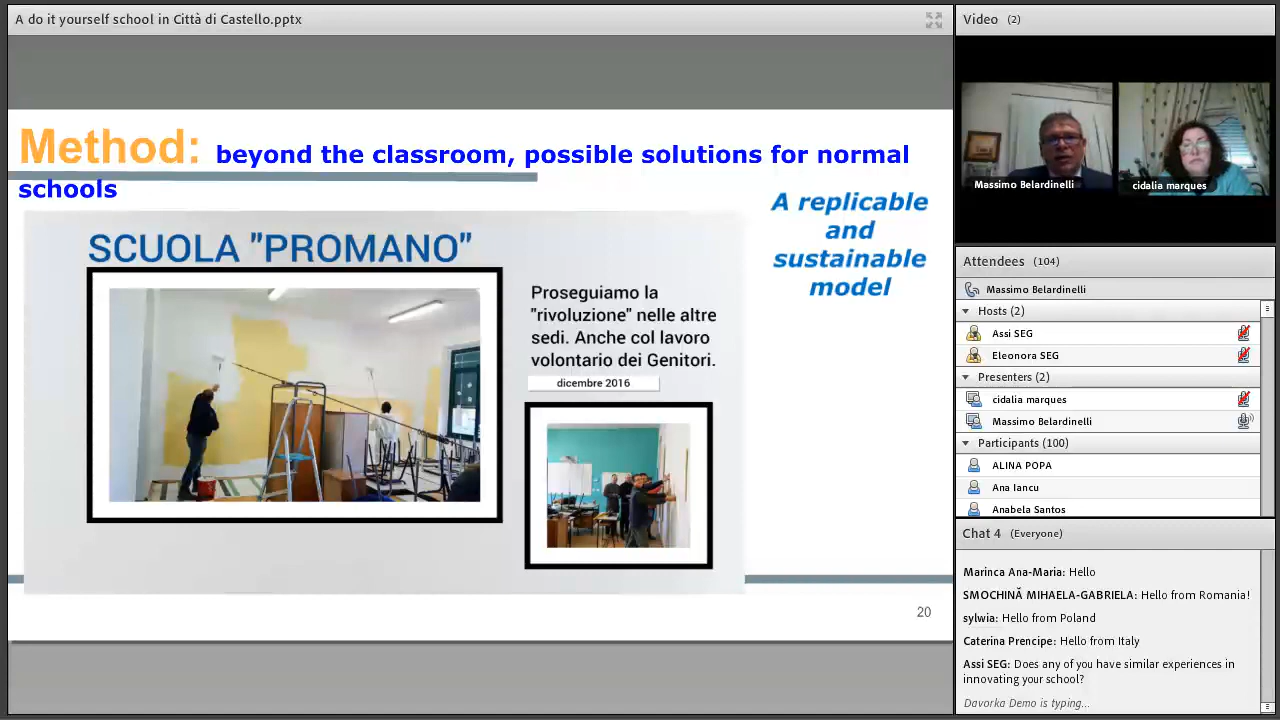 A do it yourself school in Città di Castello.pptx
Method: beyond the classroom, possible solutions for normal
schools
A replicable
and
sustainable
model
SCUOLA "PROMANO"
Proseguiamo la
"rivoluzione" nelle altre
sedi. Anche col lavoro
volontario dei Genitori.
dicembre 2016
20
Video (2)
Massimo Belardinelli
cidalia marques
Attendees (104)
Massimo Belardinelli
Hosts (2)
Assi SEG
Eleonora SEG
Presenters (2)
cidalia marques
Massimo Belardinelli
Participants (100)
ALINA POPA
Ana Iancu
Anabela Santos
Chat 4 (Everyone)
Marinca Ana-Maria: Hello
SMOCHINĂ MIHAELA-GABRIELA: Hello from Romania!
sylwia: Hello from Poland
Caterina Prencipe: Hello from Italy
Assi SEG: Does any of you have similar experiences in
innovating your school?
Davorka Demo is typing...